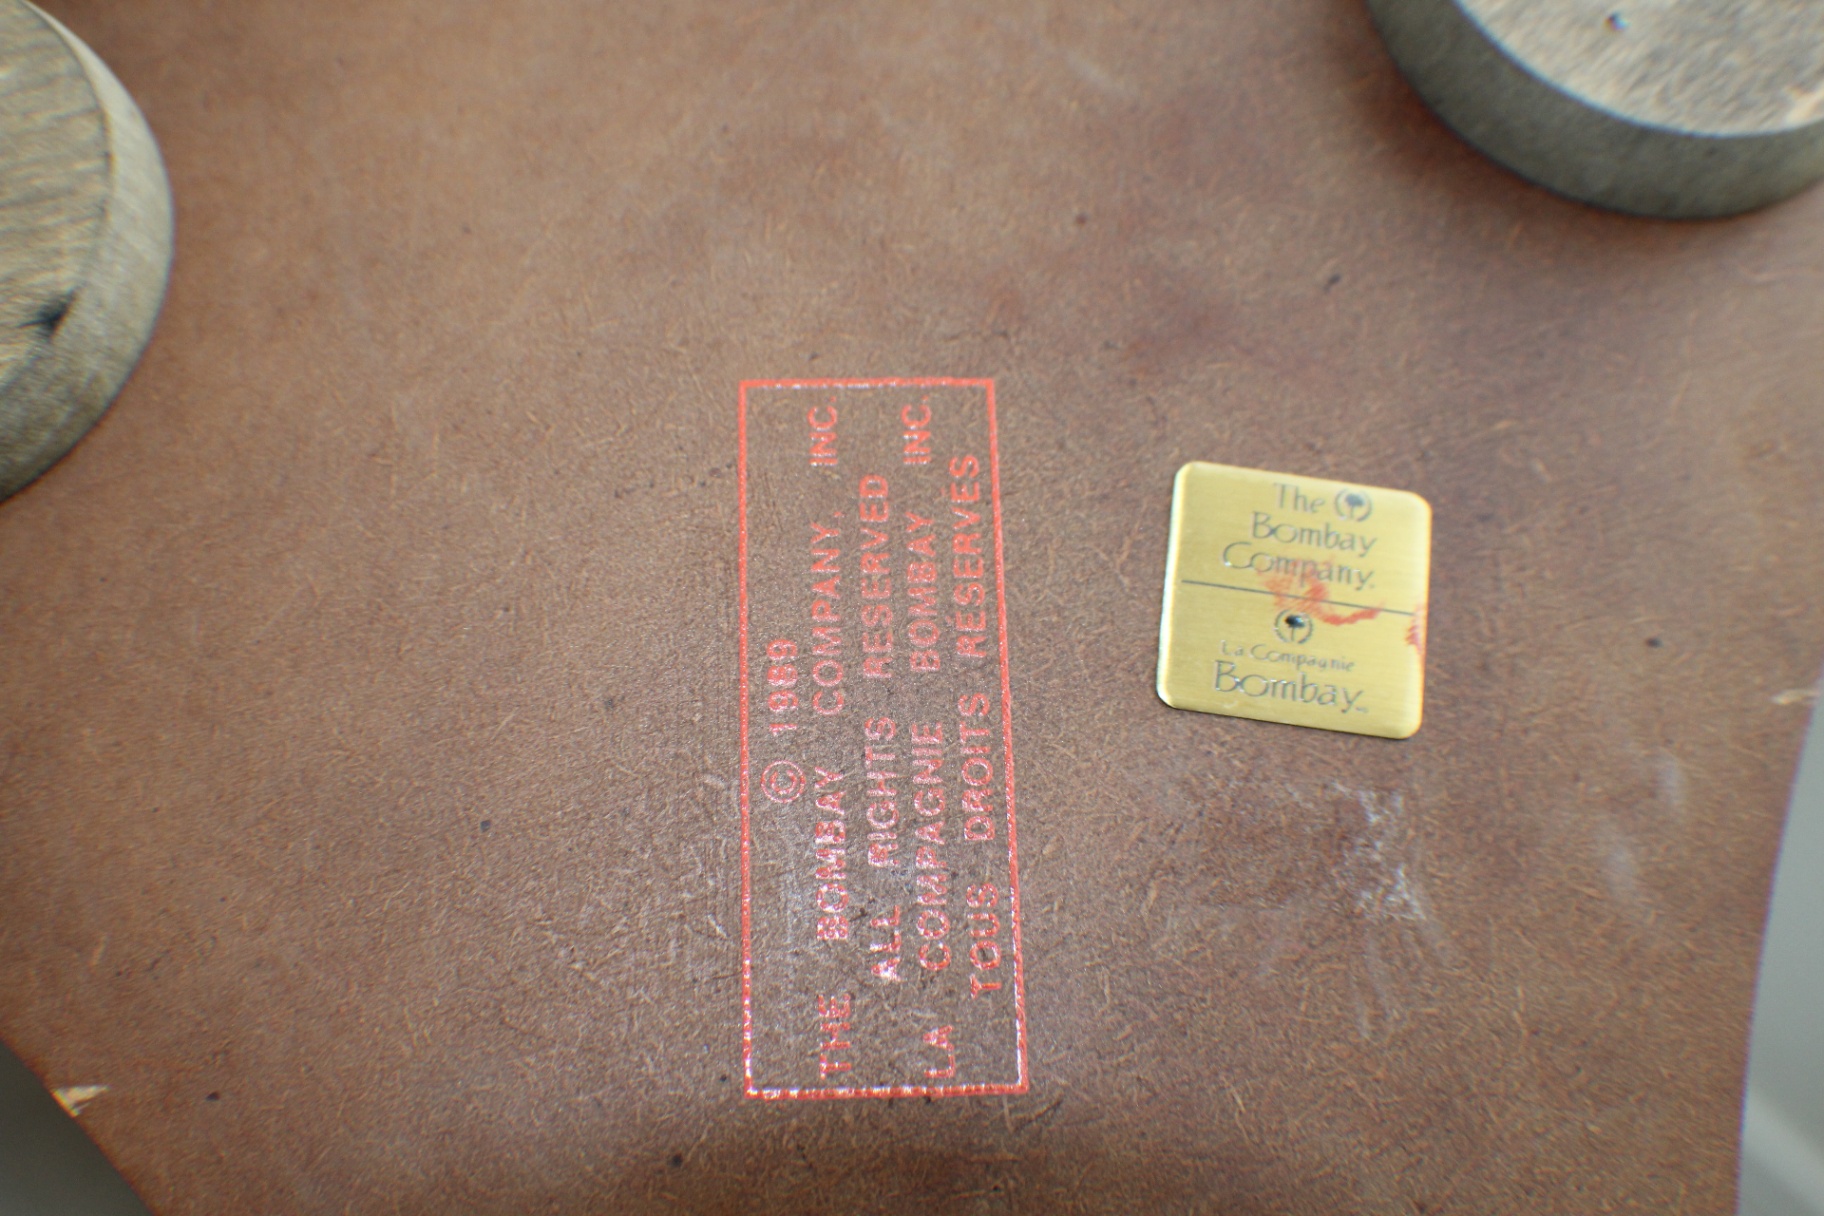 © 1989
THE BOMBAY COMPANY, INC.
ALL RIGHTS RESERVED
LA COMPAGNIE BOMBAY INC.
TOUS DROITS RÉSERVÉS
The
Bombay
Company.
La Compagnie
Bombay